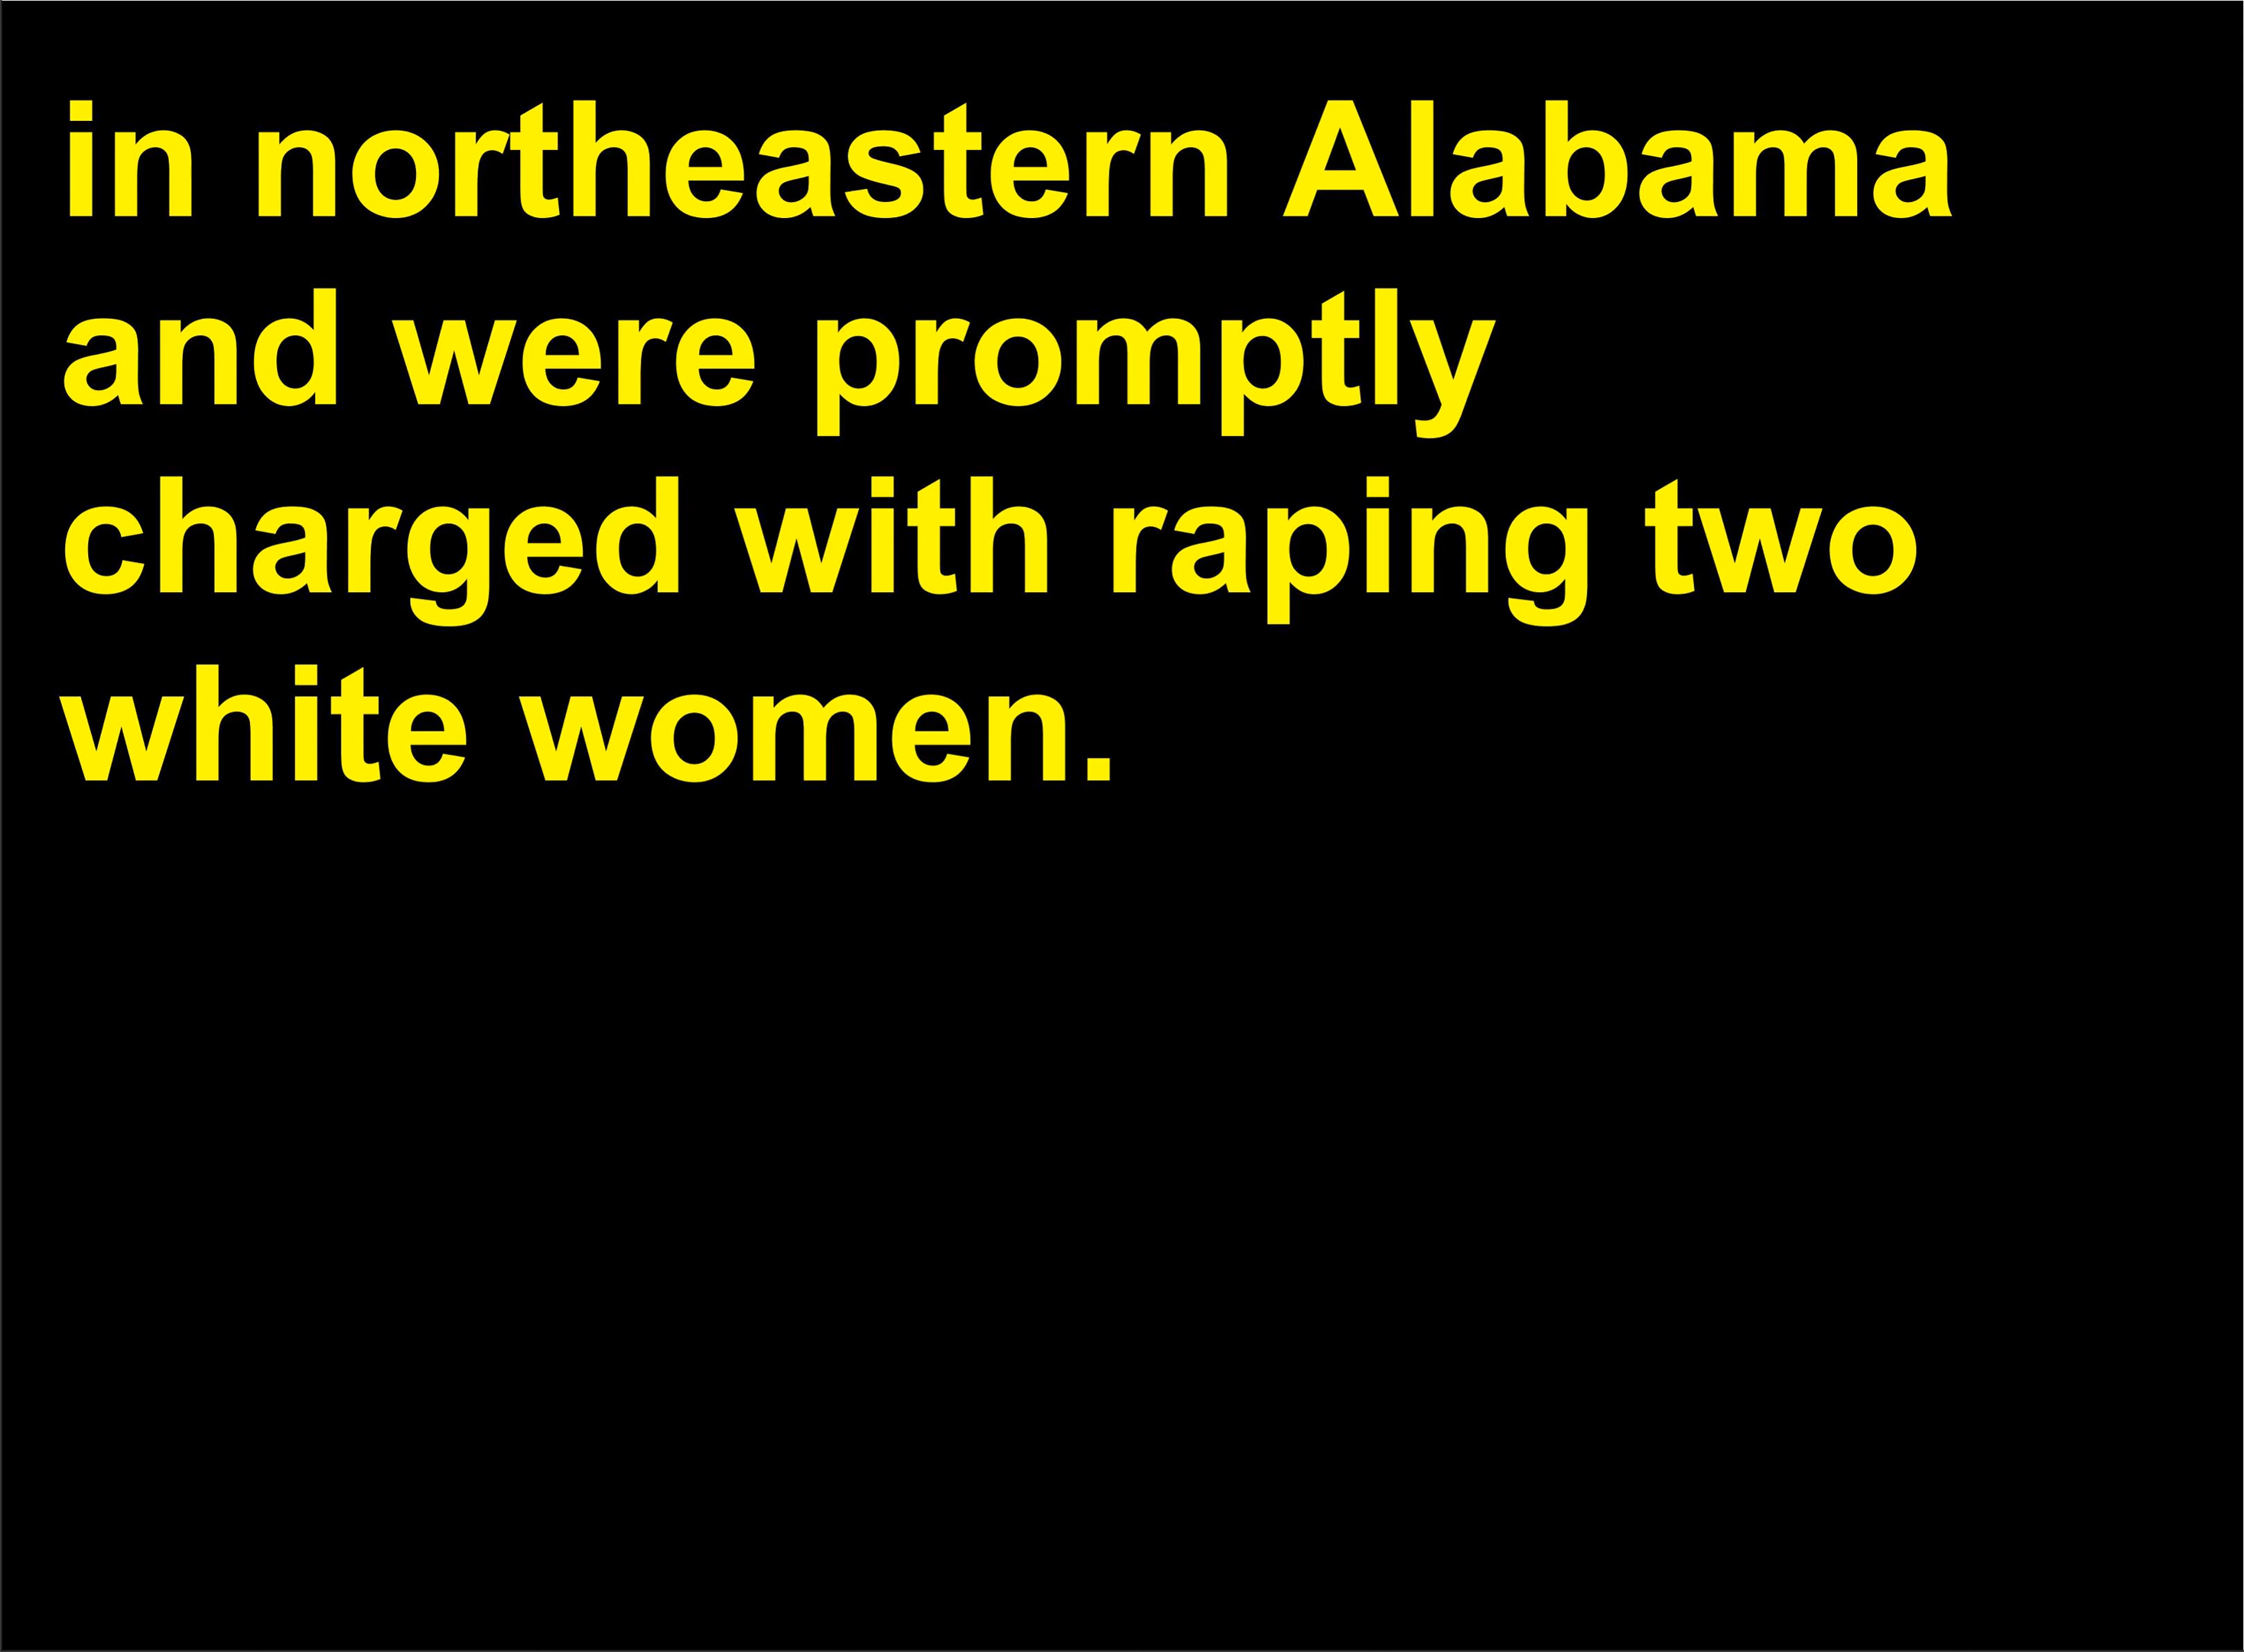 in northeastern Alabama
and were promptly
charged with raping two
white women.